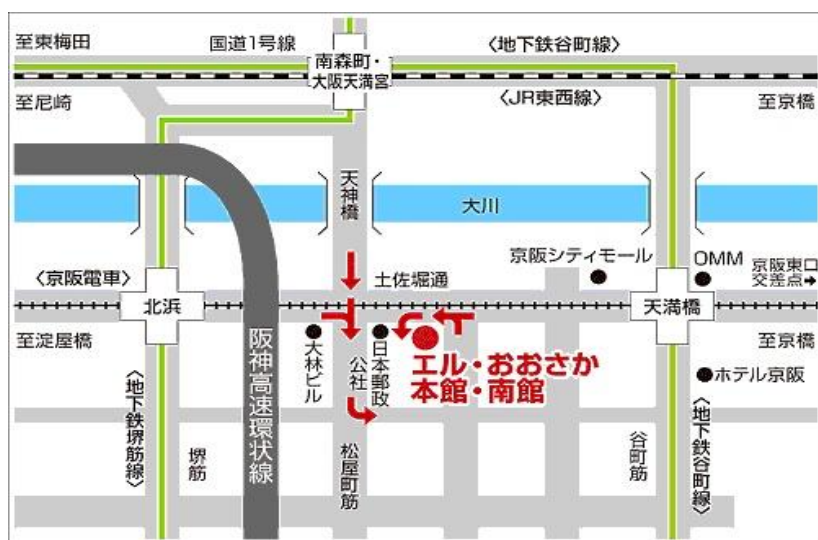 至東梅田
国道1号線
〈地下鉄谷町線〉
南森町・
大阪天満宮
至尼崎
〈JR東西線〉
至京橋
天神橋
大川
京阪シティモール
OMM
京阪東口
交差点→
〈京阪電車〉
土佐堀通
北浜
天満橋
至淀屋橋
大林ビル
公社
日本郵政
エル・おおさか
本館・南館
至京橋
ホテル京阪
阪神高速環状線
〈地下鉄堺筋線〉
堺筋
松屋町筋
谷町筋
〈地下鉄谷町線〉